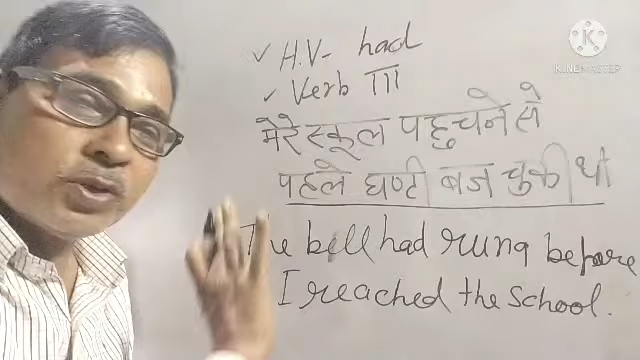 ✓ H.V- had
✓ Verb III
मेरे स्कूल पहुचने से
पहले घण्टी बज चुकी थी
The bell had rung before
I reached the school.
KINEMASTER